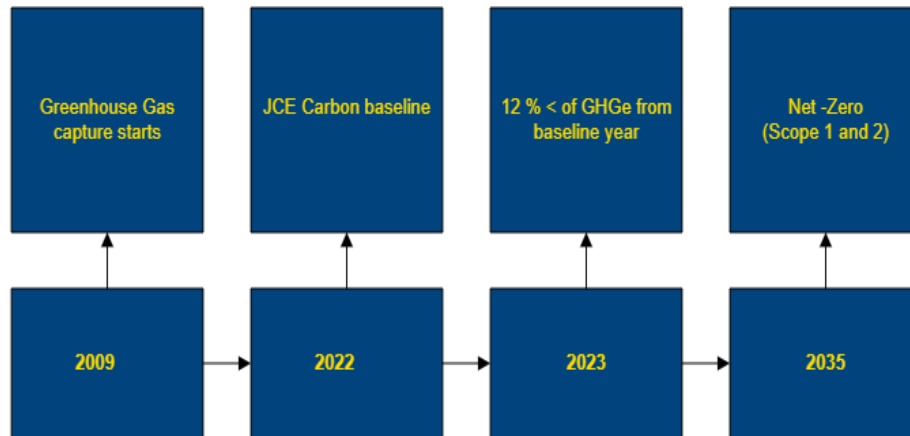 Greenhouse Gas
capture starts
JCE Carbon baseline
12 % < of GHGe from
baseline year
Net -Zero
(Scope 1 and 2)
2009
2022
2023
2035